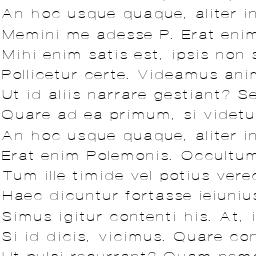 An hoc usque quaque, aliter in
Memini me adesse P. Erat enim
Mihi enim satis est, ipsis non s
Pollicetur certe. Videamus anim
Ut id aliis narrare gestiant? Se
Quare ad ea primum, si videtu
An hoc usque quaque, aliter in
Erat enim Polemonis. Occultum
Tum ille timide vel potius vere
Haec dicuntur fortasse ieiunius
Simus igitur contenti his. At, i
Si id dicis, vicimus. Quare con